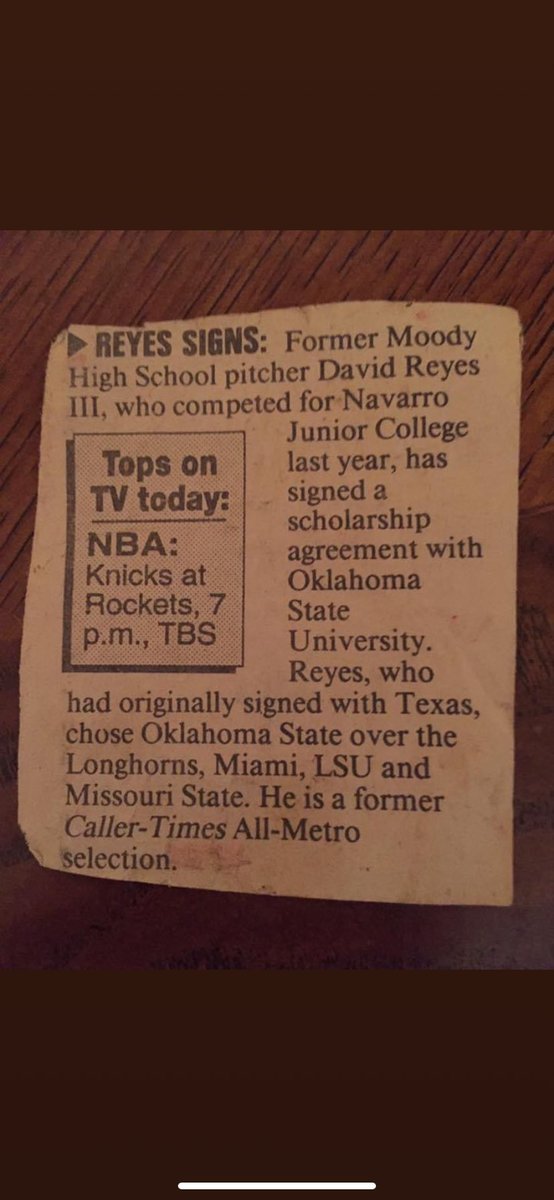 ▶ REYES SIGNS: Former Moody
High School pitcher David Reyes
III, who competed for Navarro
Junior College
last year, has
signed a
scholarship
agreement with
Oklahoma
State
University.
Reyes, who
had originally signed with Texas,
chose Oklahoma State over the
Longhorns, Miami, LSU and
Missouri State. He is a former
Caller-Times All-Metro
selection.
Tops on
TV today:
NBA:
Knicks at
Rockets, 7
p.m., TBS